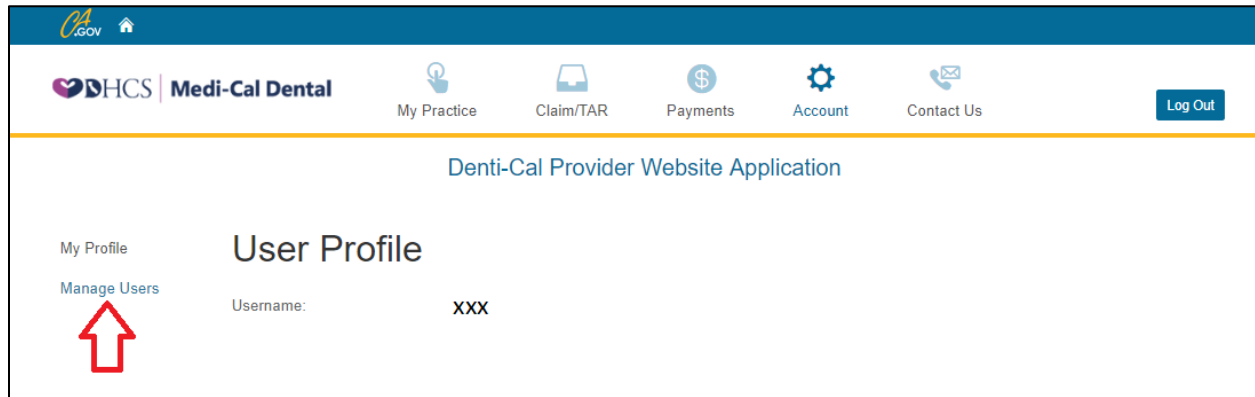 CA.GOV
DHCS Medi-Cal Dental
My Practice
Claim/TAR
$
Payments
Account
Contact Us
Log Out
Denti-Cal Provider Website Application
My Profile
User Profile
Manage Users
Username:
XXX